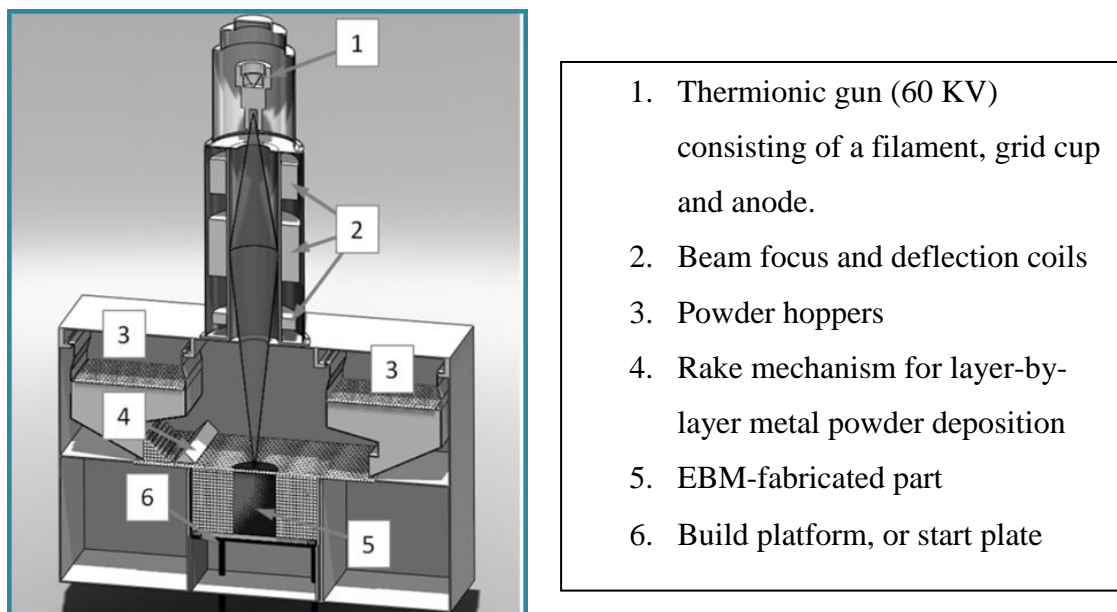 1
2
3
3
4
6
5
1. Thermionic gun (60 KV)
consisting of a filament, grid cup
and anode.
2. Beam focus and deflection coils
3. Powder hoppers
4. Rake mechanism for layer-by-
layer metal powder deposition
5. EBM-fabricated part
6. Build platform, or start plate